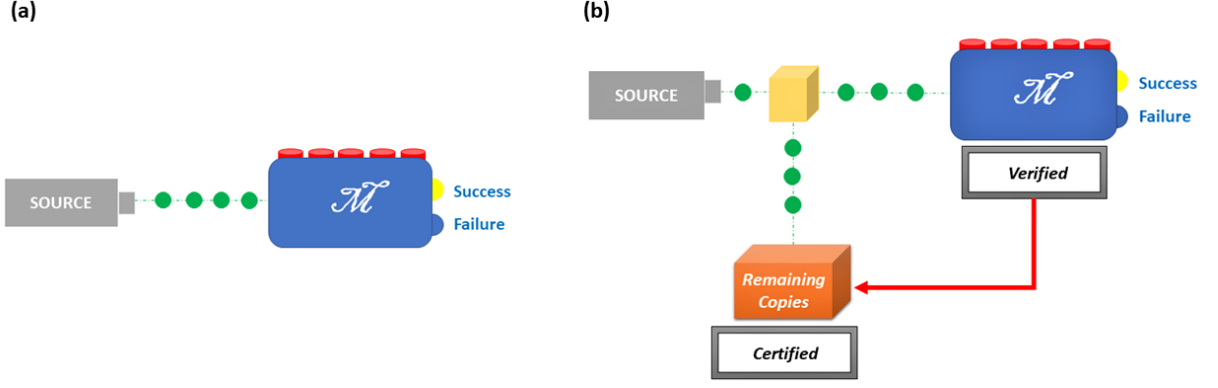 (a)
SOURCE
ℳ
Success
Failure
(b)
SOURCE
ℳ
Success
Failure
Verified
Remaining
Copies
Certified